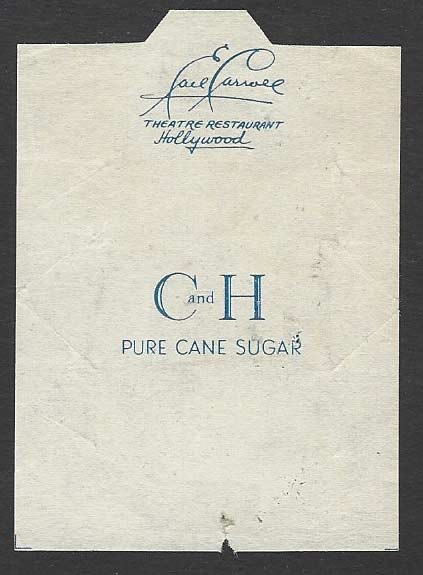 Earl Carroll
THEATRE RESTAURANT
Hollywood
C and H
PURE CANE SUGAR